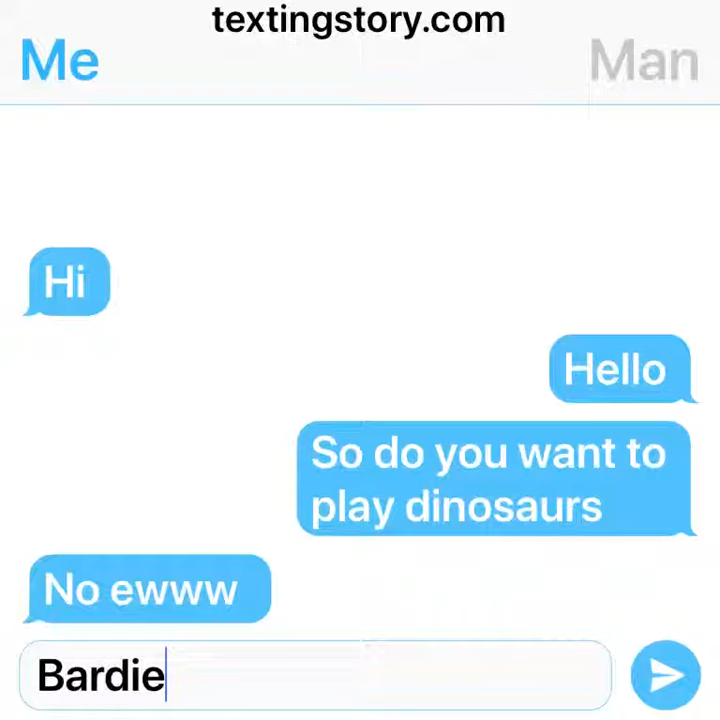 textingstory.com
Me
Man
Hi
Hello
So do you want to
play dinosaurs
No ewww
Bardie